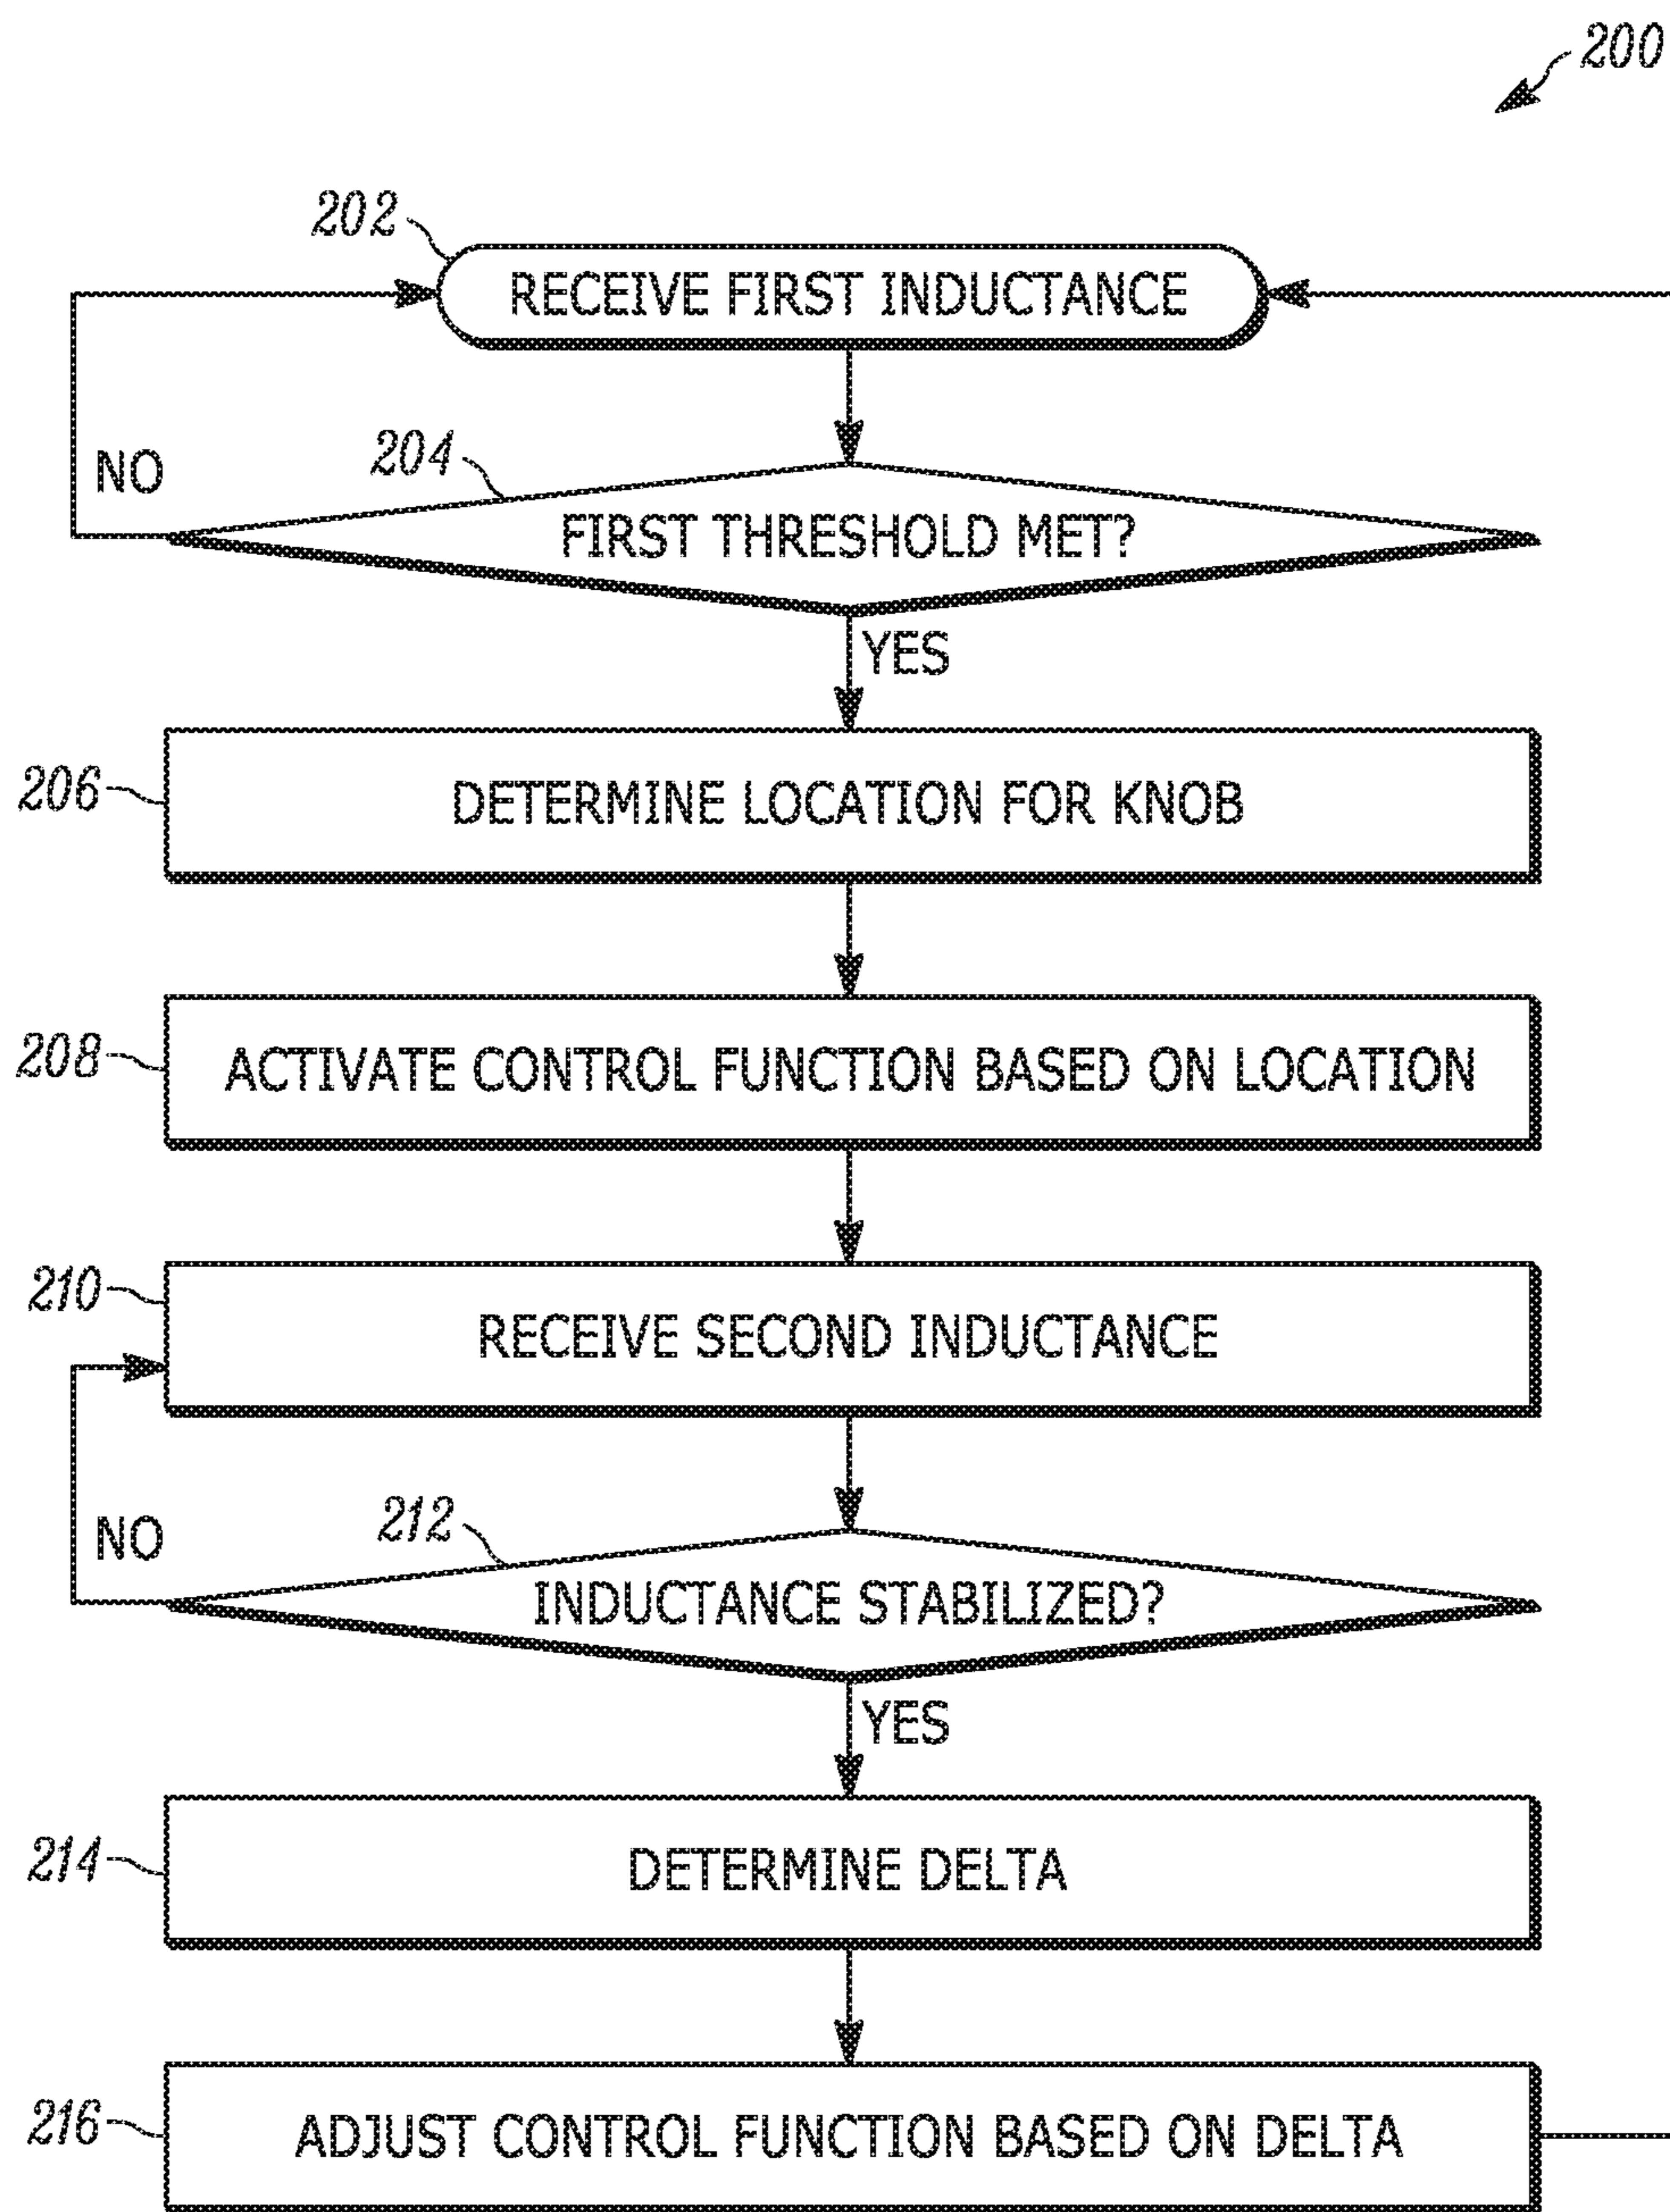 200
202
RECEIVE FIRST INDUCTANCE
NO
204
FIRST THRESHOLD MET?
YES
206
DETERMINE LOCATION FOR KNOB
208
ACTIVATE CONTROL FUNCTION BASED ON LOCATION
210
RECEIVE SECOND INDUCTANCE
NO
212
INDUCTANCE STABILIZED?
YES
214
DETERMINE DELTA
216
ADJUST CONTROL FUNCTION BASED ON DELTA